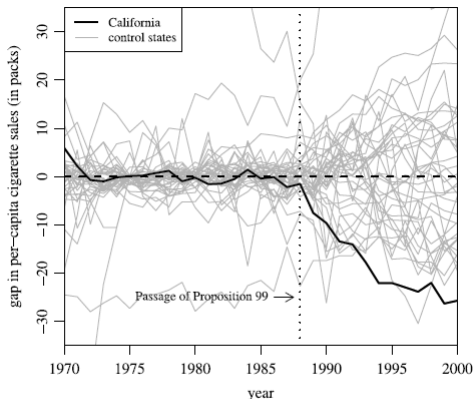 California
control states
gap in per−capita cigarette sales (in packs)
30
20
10
0
−10
−20
−30
Passage of Proposition 99
1970 1975 1980 1985 1990 1995 2000
year